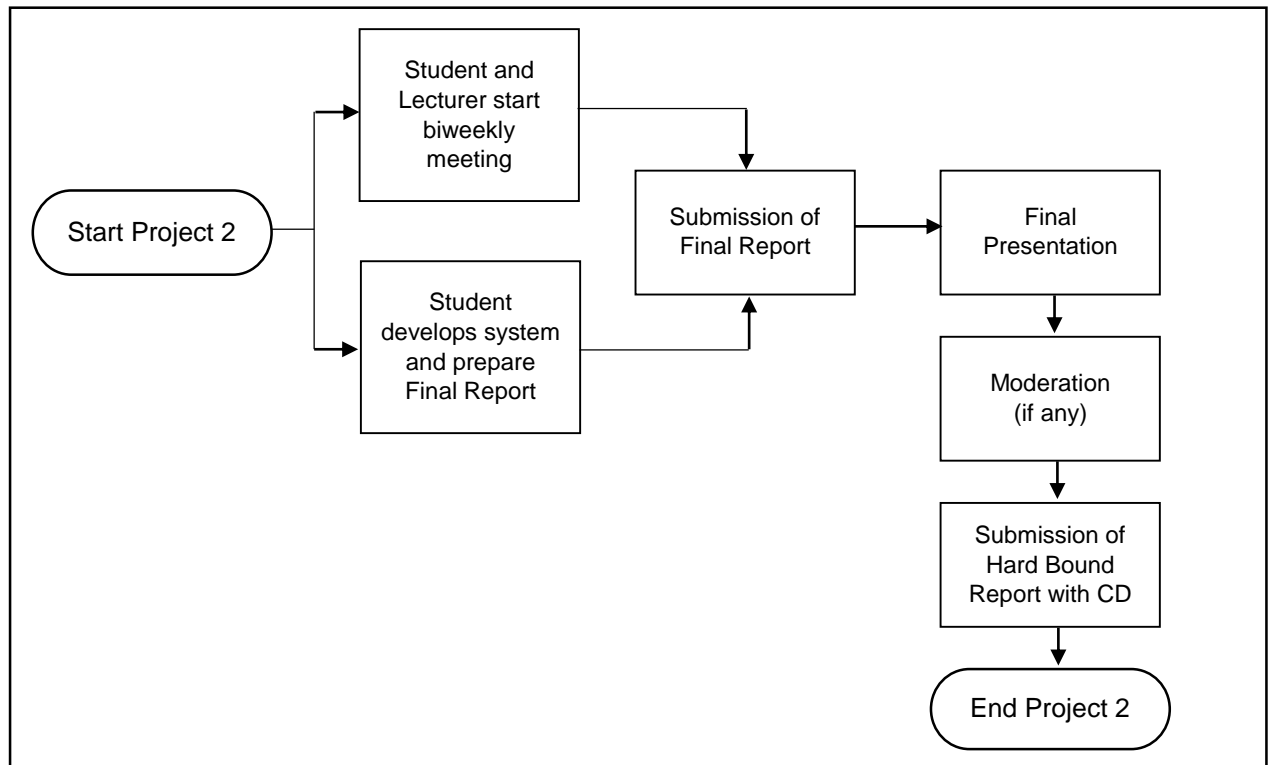 Start Project 2
Student and
Lecturer start
biweekly
meeting
Student
develops system
and prepare
Final Report
Submission of
Final Report
Final
Presentation
Moderation
(if any)
Submission of
Hard Bound
Report with CD
End Project 2